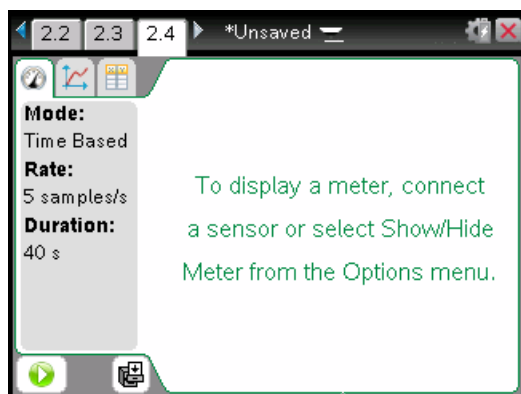 2.2 2.3 2.4 *Unsaved
Mode:
Time Based
Rate:
5 samples/s
Duration:
40 s
To display a meter, connect
a sensor or select Show/Hide
Meter from the Options menu.